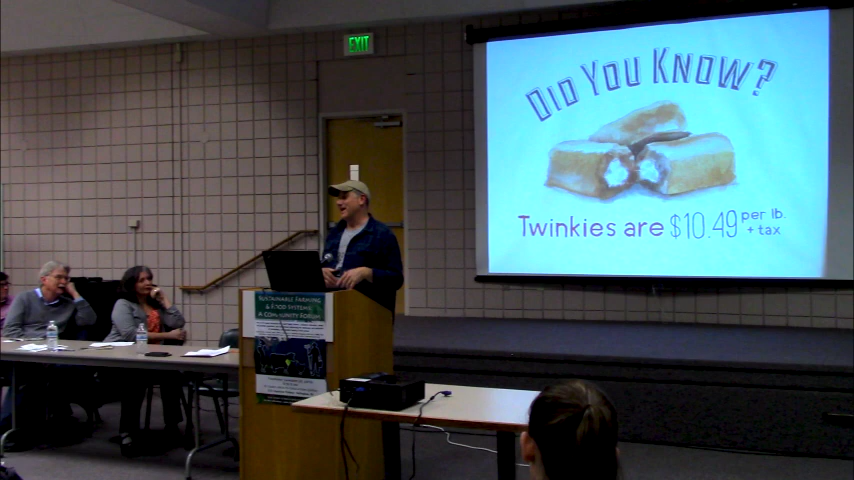 EXIT
DID YOU KNOW?
Twinkies are $10.49 per lb. + tax
SUSTAINABLE FARMING
& FOOD SYSTEMS:
A COMMUNITY FORUM